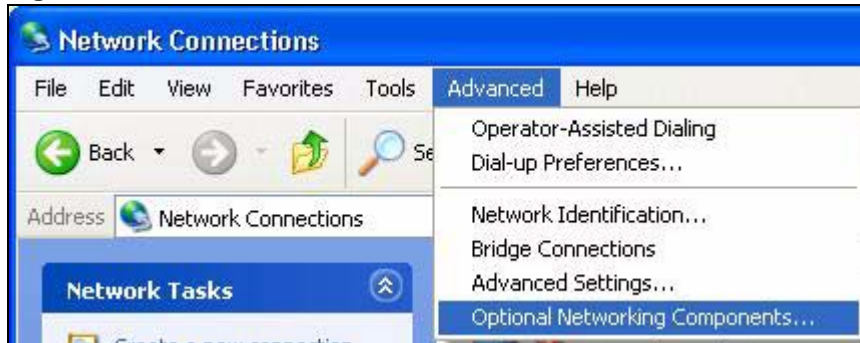 Network Connections
File Edit View Favorites Tools Advanced Help
Back
Operator-Assisted Dialing
Dial-up Preferences...
Address Network Connections
Network Identification...
Bridge Connections
Advanced Settings...
Optional Networking Components...
Network Tasks